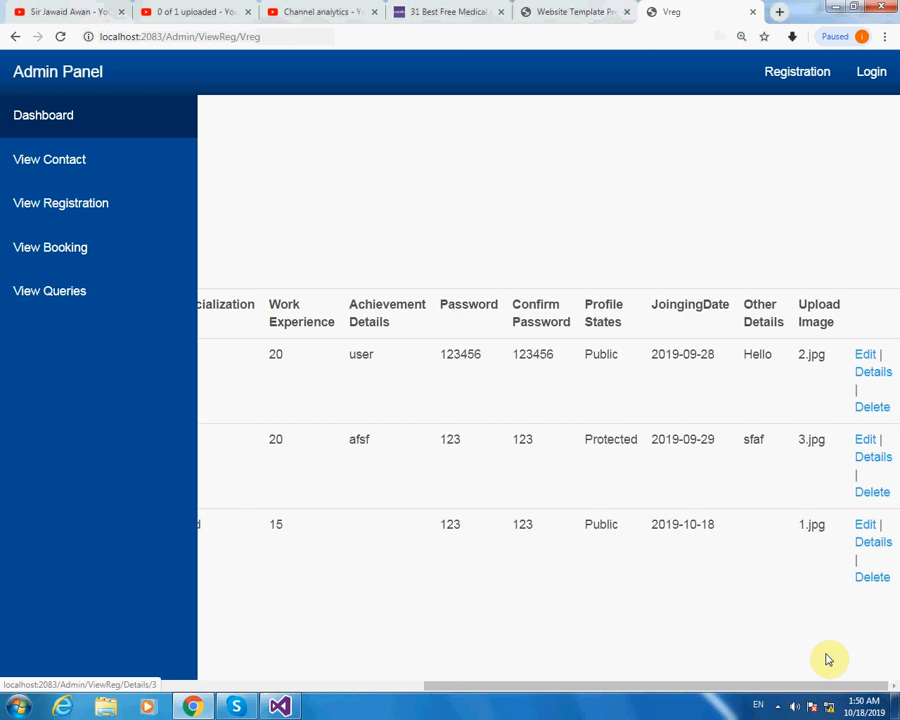 Sir Jawaid Awan - You
0 of 1 uploaded - You
Channel analytics - Yo
31 Best Free Medical
Website Template Pr
Vreg
localhost:2083/Admin/ViewReg/Vreg
Paused
Admin Panel
Registration
Login
Dashboard
View Contact
View Registration
View Booking
View Queries
cialization
Work Experience
Achievement Details
Password
Confirm Password
Profile States
JoingingDate
Other Details
Upload Image
20 user 123456 123456 Public 2019-09-28 Hello 2.jpg Edit |
Details
|
Delete
20 afsf 123 123 Protected 2019-09-29 sfaf 3.jpg Edit |
Details
|
Delete
d 15 123 123 Public 2019-10-18 1.jpg Edit |
Details
|
Delete
localhost:2083/Admin/ViewReg/Details/3
EN
1:50 AM
10/18/2019